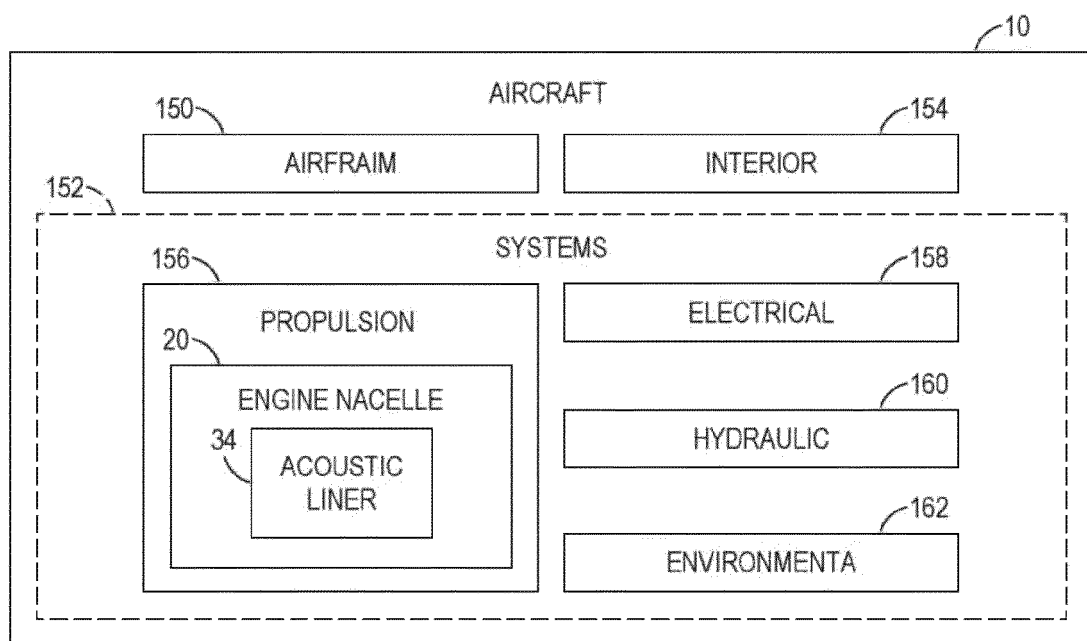 10
AIRCRAFT
150
154
AIRFRAIM
INTERIOR
152
SYSTEMS
156
158
PROPULSION
ELECTRICAL
20
ENGINE NACELLE
160
34
HYDRAULIC
ACOUSTIC
LINER
162
ENVIRONMENTA